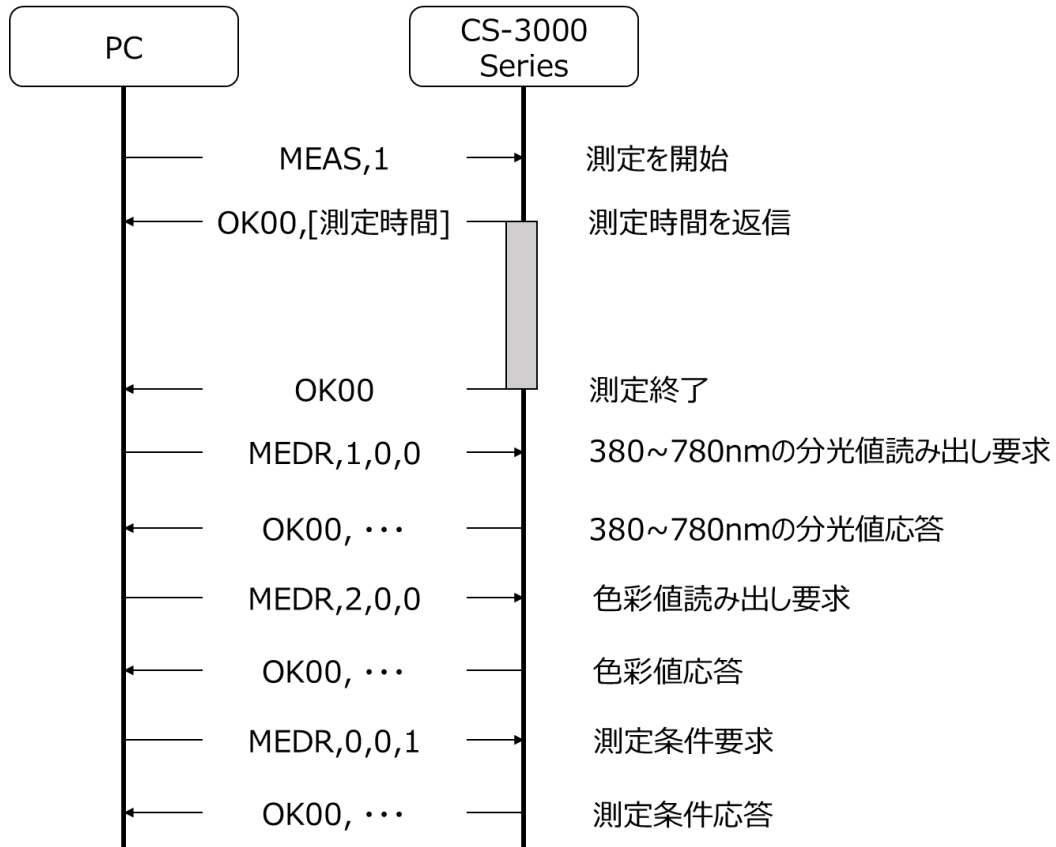 PC
CS-3000
Series
MEAS,1 測定を開始
OK00,[測定時間] 測定時間を返信
OK00 測定終了
MEDR,1,0,0 380~780nmの分光値読み出し要求
OK00, ･･･ 380~780nmの分光値応答
MEDR,2,0,0 色彩値読み出し要求
OK00, ･･･ 色彩値応答
MEDR,0,0,1 測定条件要求
OK00, ･･･ 測定条件応答